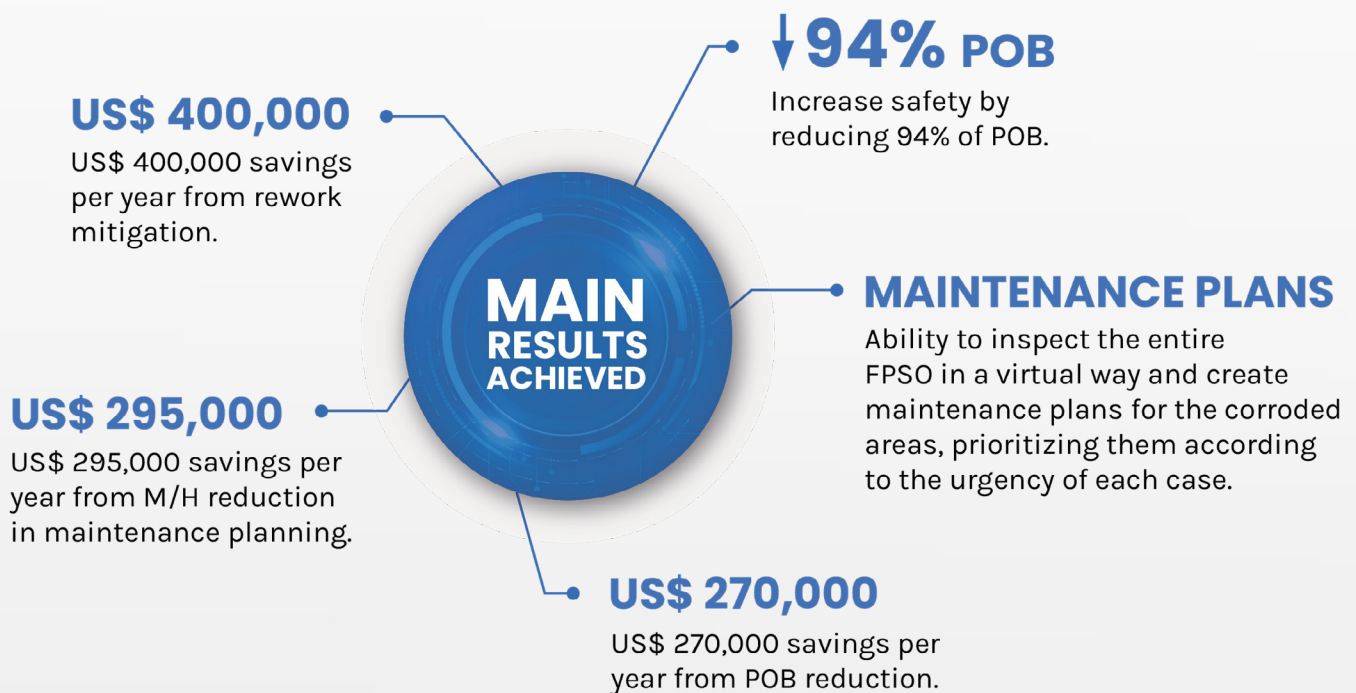 MAIN
RESULTS
ACHIEVED
US$ 400,000
US$ 400,000 savings
per year from rework
mitigation.
94% POB
Increase safety by
reducing 94% of POB.
MAINTENANCE PLANS
Ability to inspect the entire
FPSO in a virtual way and create
maintenance plans for the corroded
areas, prioritizing them according
to the urgency of each case.
US$ 295,000
US$ 295,000 savings per
year from M/H reduction
in maintenance planning.
US$ 270,000
US$ 270,000 savings per
year from POB reduction.